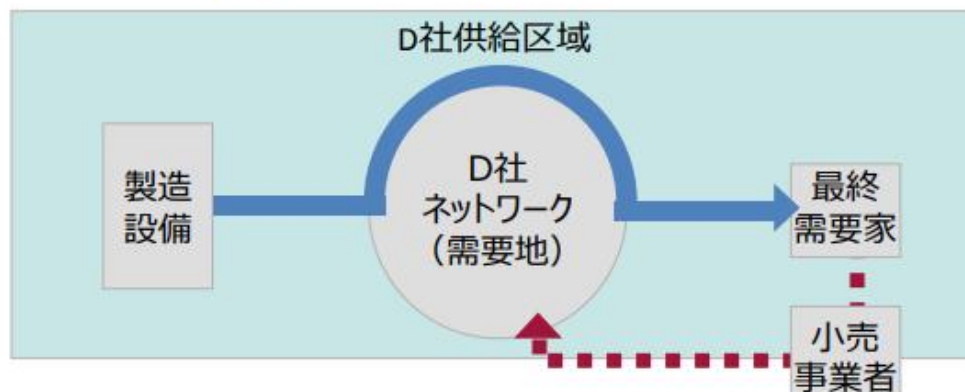 D社供給区域
製造
設備
D社
ネットワーク
（需要地）
最終
需要家
小売
事業者